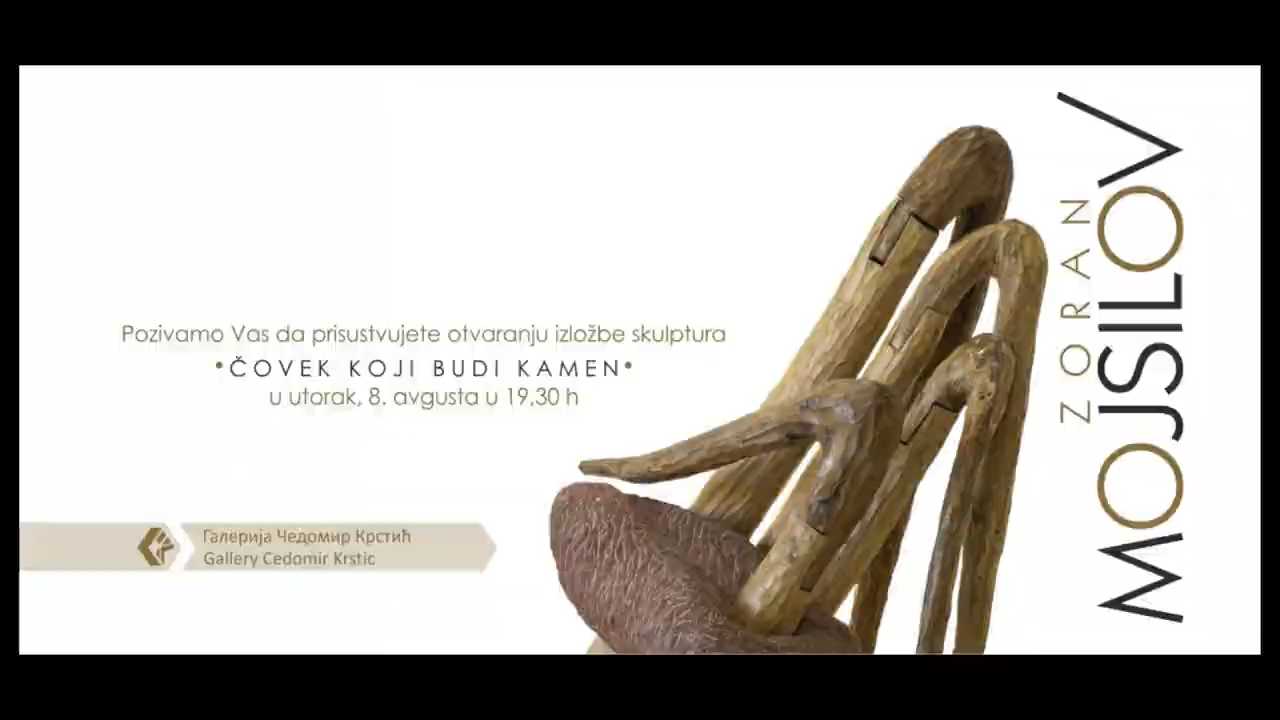 Pozivamo Vas da prisustvujete otvaranju izložbe skulptura
•ČOVEK KOJI BUDI KAMEN•
u utorak, 8. avgusta u 19,30 h
Галерија Чедомир Крстић
Gallery Cedomir Krstic
ZORAN
MOJSILOV